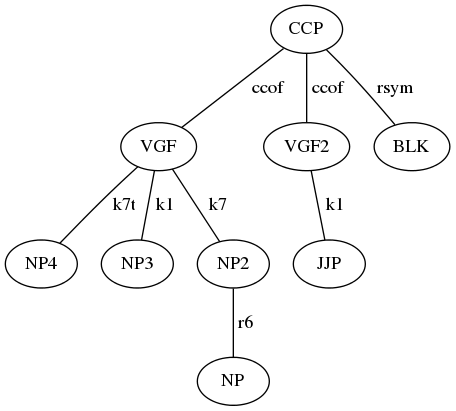 CCP
ccof ccof rsym
VGF VGF2 BLK
k7t k1 k7 k1
NP4 NP3 NP2 JJP
r6
NP